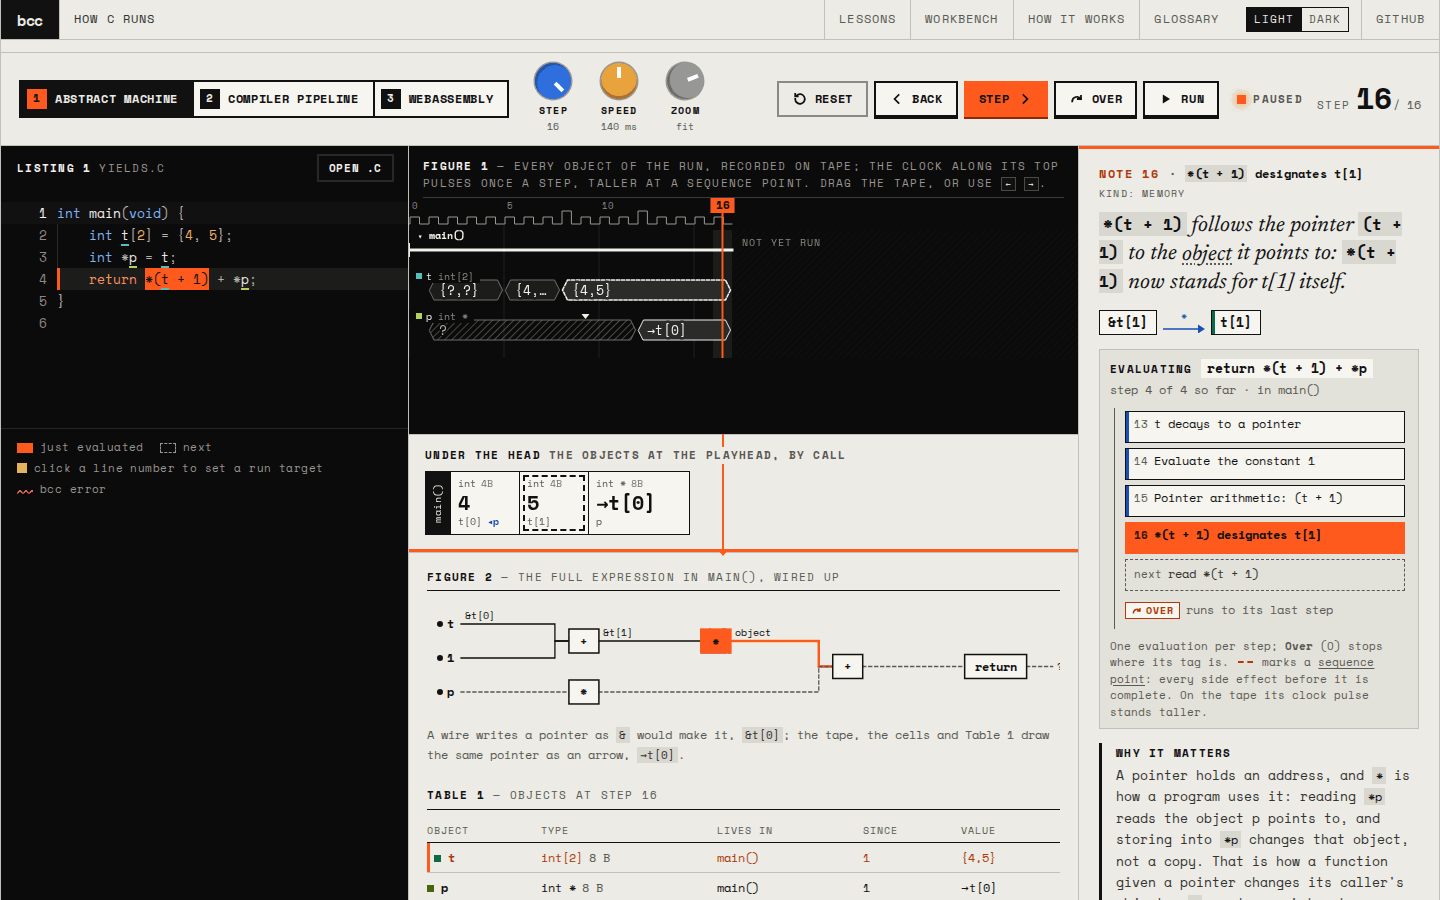 bcc HOW C RUNS LESSONS WORKBENCH HOW IT WORKS GLOSSARY LIGHT DARK GITHUB
1 ABSTRACT MACHINE 2 COMPILER PIPELINE 3 WEBASSEMBLY
STEP
16
SPEED
140 ms
ZOOM
fit
RESET BACK STEP OVER RUN PAUSED STEP 16 / 16
LISTING 1 YIELDS.C OPEN .C
1 int main(void) {
2 int t[2] = {4, 5};
3 int *p = t;
4 return *(t + 1) + *p;
5 }
6
just evaluated next
click a line number to set a run target
bcc error
FIGURE 1 — EVERY OBJECT OF THE RUN, RECORDED ON TAPE; THE CLOCK ALONG ITS TOP
PULSES ONCE A STEP, TALLER AT A SEQUENCE POINT. DRAG THE TAPE, OR USE ← → .
0 5 10 16
main()
NOT YET RUN
t int[2]
{?,?} {4,… {4,5}
p int *
? →t[0]
UNDER THE HEAD THE OBJECTS AT THE PLAYHEAD, BY CALL
main()
int 4B int 4B int * 8B
4 5 →t[0]
t[0] ◂p t[1] p
FIGURE 2 — THE FULL EXPRESSION IN MAIN(), WIRED UP
&t[0]
t
&t[1] object
+ *
1
+ return ?
p *
A wire writes a pointer as & would make it, &t[0]; the tape, the cells and Table 1 draw
the same pointer as an arrow, →t[0].
TABLE 1 — OBJECTS AT STEP 16
OBJECT TYPE LIVES IN SINCE VALUE
t int[2] 8 B main() 1 {4,5}
p int * 8 B main() 1 →t[0]
NOTE 16 · *(t + 1) designates t[1]
KIND: MEMORY
*(t + 1) follows the pointer (t +
1) to the object it points to: *(t +
1) now stands for t[1] itself.
&t[1] * t[1]
EVALUATING return *(t + 1) + *p
step 4 of 4 so far · in main()
13 t decays to a pointer
14 Evaluate the constant 1
15 Pointer arithmetic: (t + 1)
16 *(t + 1) designates t[1]
next read *(t + 1)
OVER runs to its last step
One evaluation per step; Over (O) stops
where its tag is. marks a sequence
point: every side effect before it is
complete. On the tape its clock pulse
stands taller.
WHY IT MATTERS
A pointer holds an address, and * is
how a program uses it: reading *p
reads the object p points to, and
storing into *p changes that object,
not a copy. That is how a function
given a pointer changes its caller's